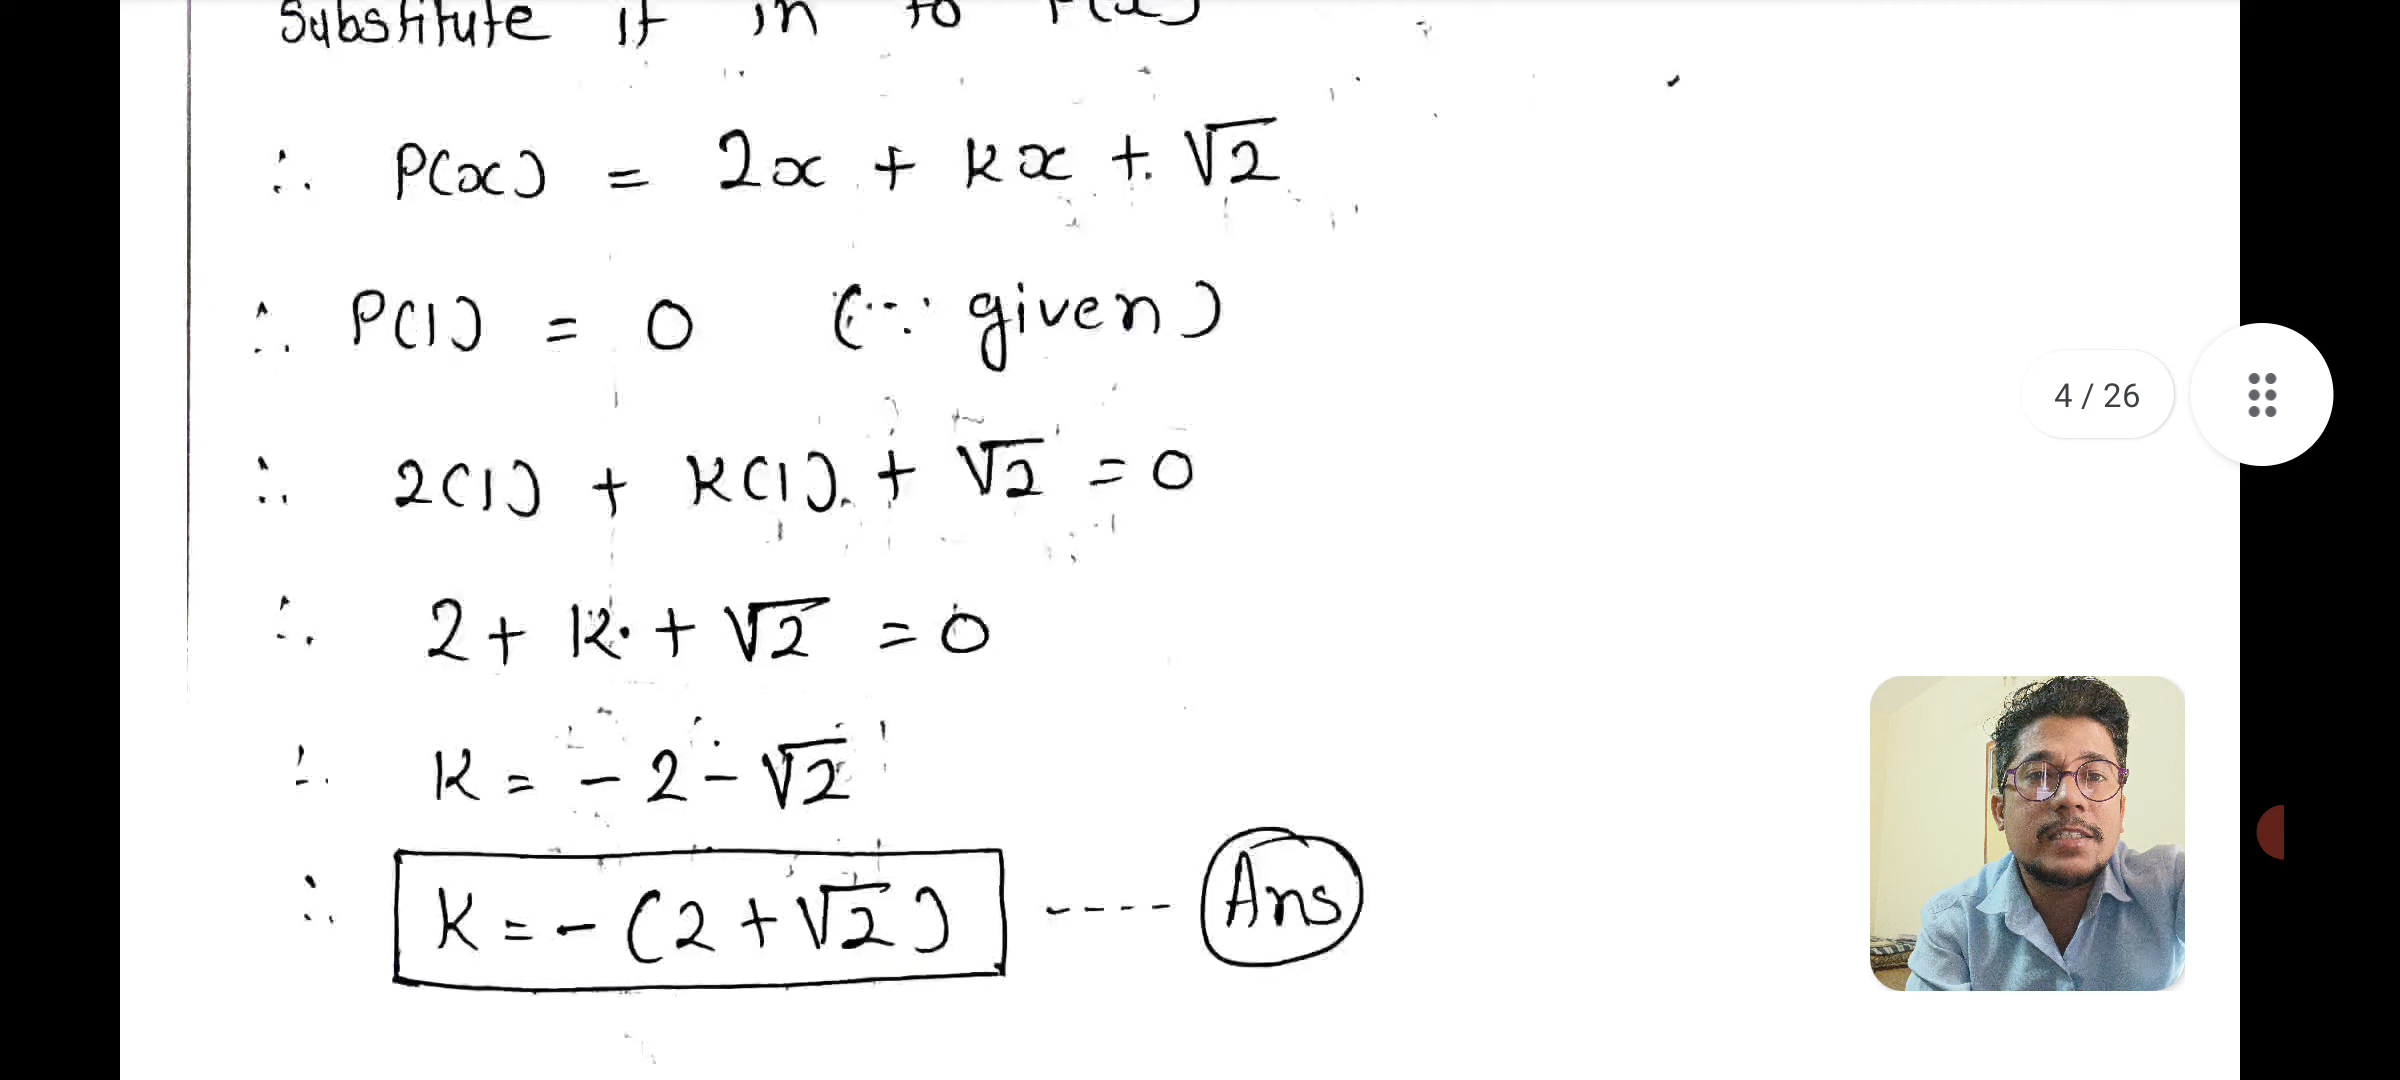 Substitute it in to P(x)
∴ P(x) = 2x + kx + √2
∴ P(1) = 0 (∵ given)
∴ 2(1) + k(1) + √2 = 0
4 / 26
∴ 2 + k + √2 = 0
∴ k = - 2 - √2
∴ k = - (2 + √2) ---- Ans